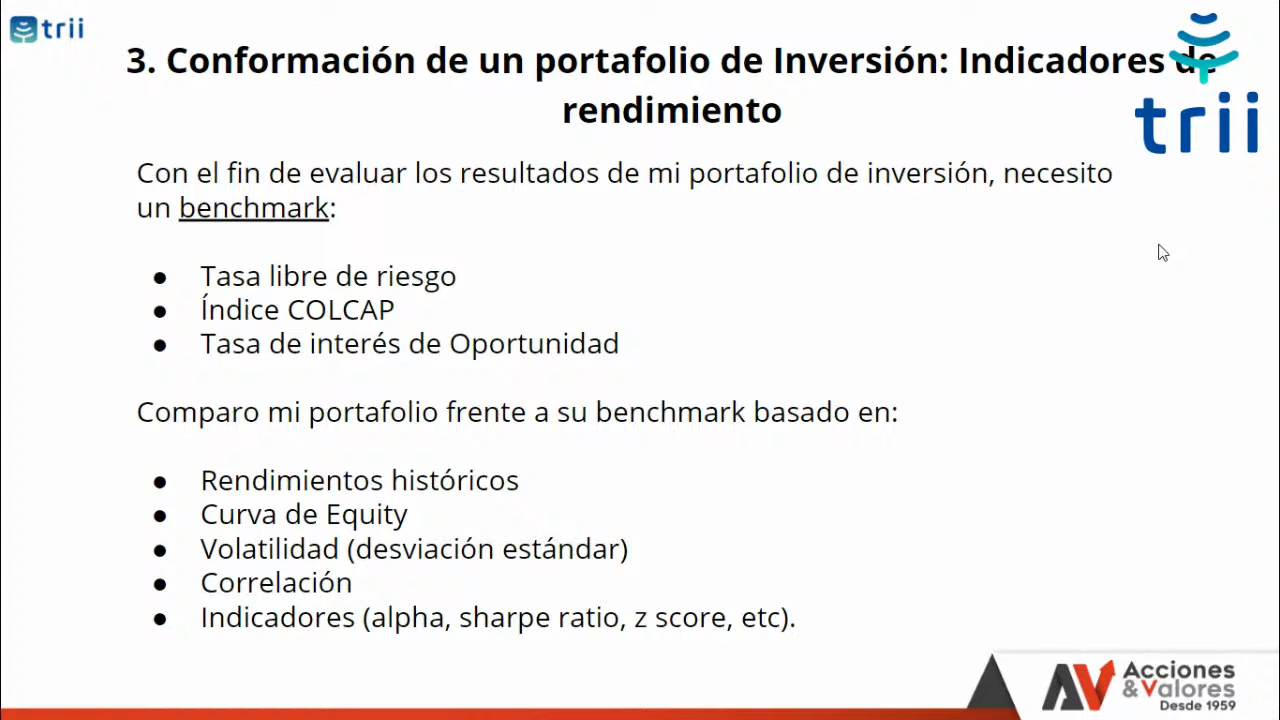 trii
3. Conformación de un portafolio de Inversión: Indicadores de
rendimiento
trii
Con el fin de evaluar los resultados de mi portafolio de inversión, necesito
un benchmark:
● Tasa libre de riesgo
● Índice COLCAP
● Tasa de interés de Oportunidad
Comparo mi portafolio frente a su benchmark basado en:
● Rendimientos históricos
● Curva de Equity
● Volatilidad (desviación estándar)
● Correlación
● Indicadores (alpha, sharpe ratio, z score, etc).
AV Acciones
&Valores
Desde 1959